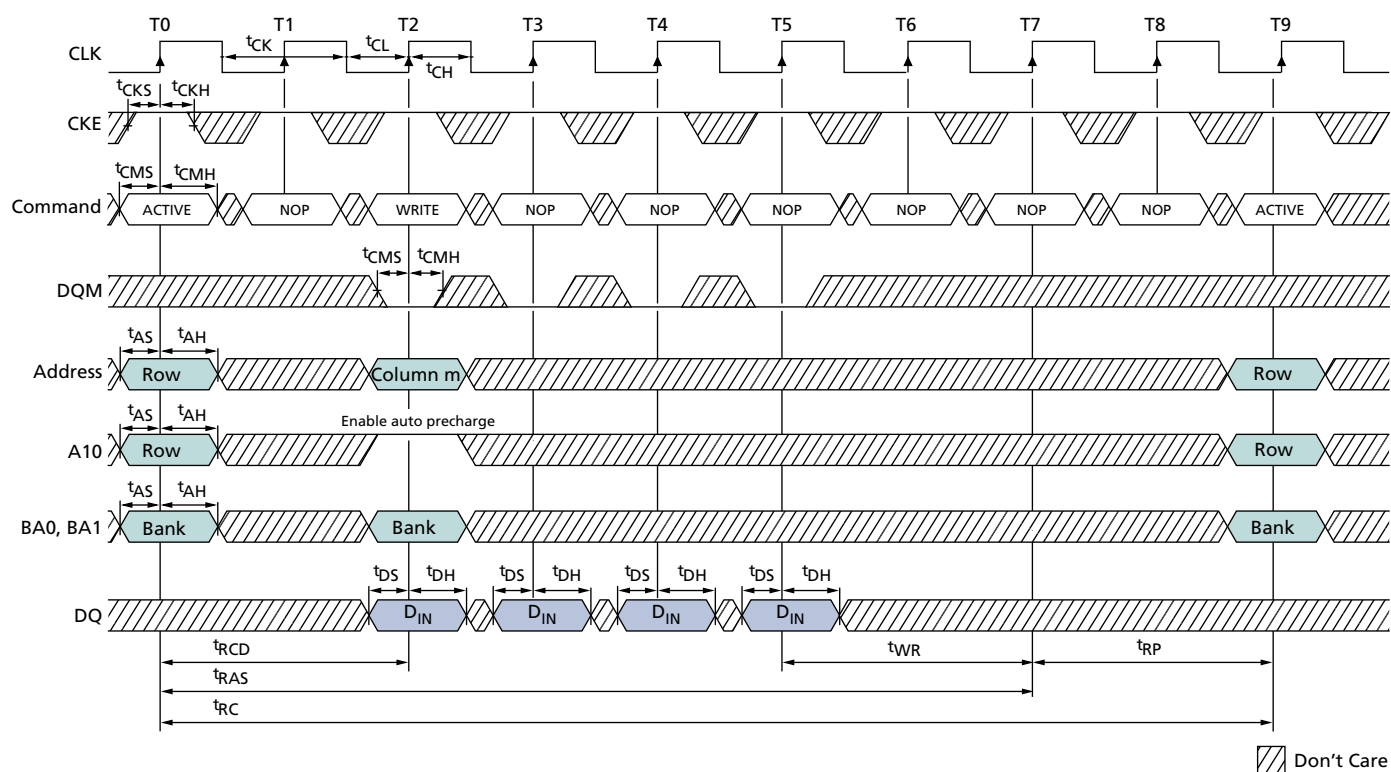 T0 T1 T2 T3 T4 T5 T6 T7 T8 T9
CLK
tCK tCL
tCH
tCKS tCKH
CKE
tCMS tCMH
Command ACTIVE NOP WRITE NOP NOP NOP NOP NOP NOP ACTIVE
tCMS tCMH
DQM
tAS tAH
Address Row Column m Row
Enable auto precharge
tAS tAH
A10 Row Row
tAS tAH
BA0, BA1 Bank Bank Bank
tDS tDH tDS tDH tDS tDH tDS tDH
DQ DIN DIN DIN DIN
tRCD tWR tRP
tRAS
tRC
Don't Care